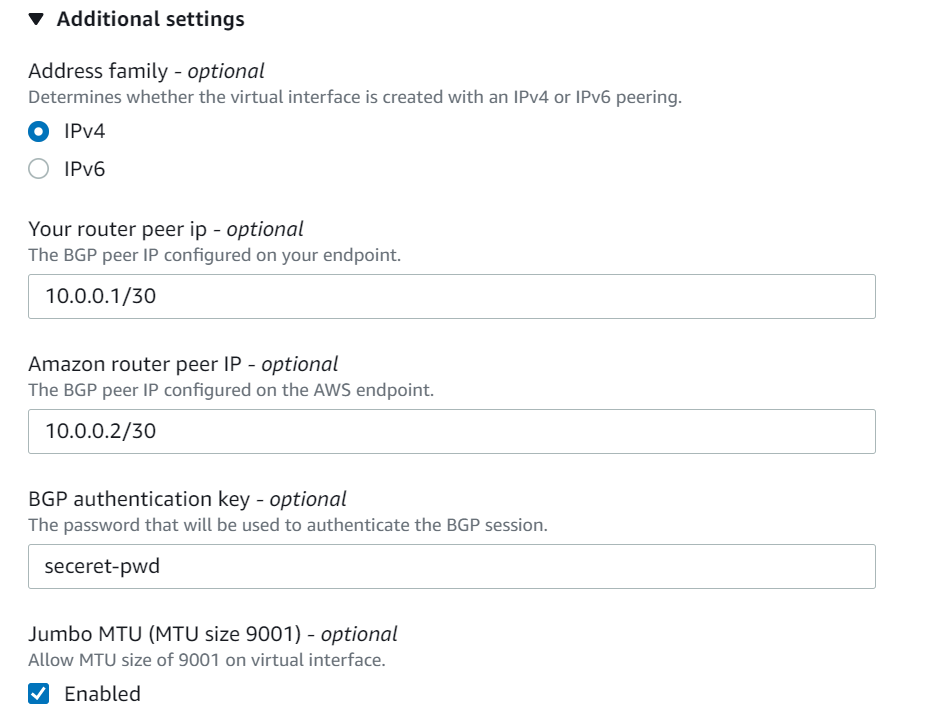 Additional settings
Address family - optional
Determines whether the virtual interface is created with an IPv4 or IPv6 peering.
IPv4
IPv6
Your router peer ip - optional
The BGP peer IP configured on your endpoint.
10.0.0.1/30
Amazon router peer IP - optional
The BGP peer IP configured on the AWS endpoint.
10.0.0.2/30
BGP authentication key - optional
The password that will be used to authenticate the BGP session.
seceret-pwd
Jumbo MTU (MTU size 9001) - optional
Allow MTU size of 9001 on virtual interface.
Enabled